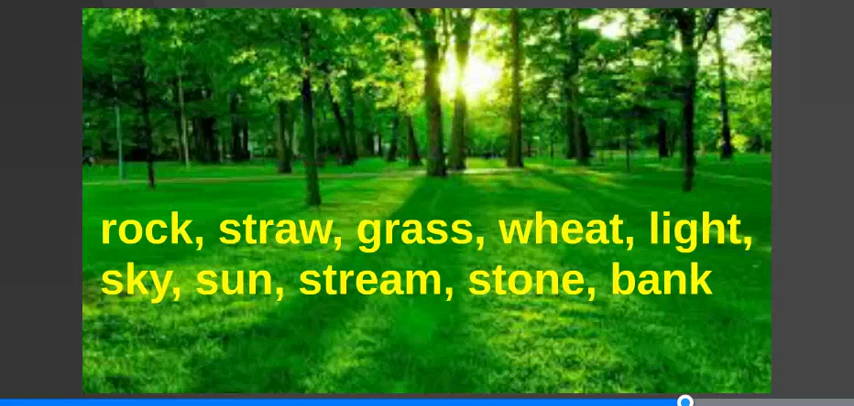 rock, straw, grass, wheat, light,
sky, sun, stream, stone, bank